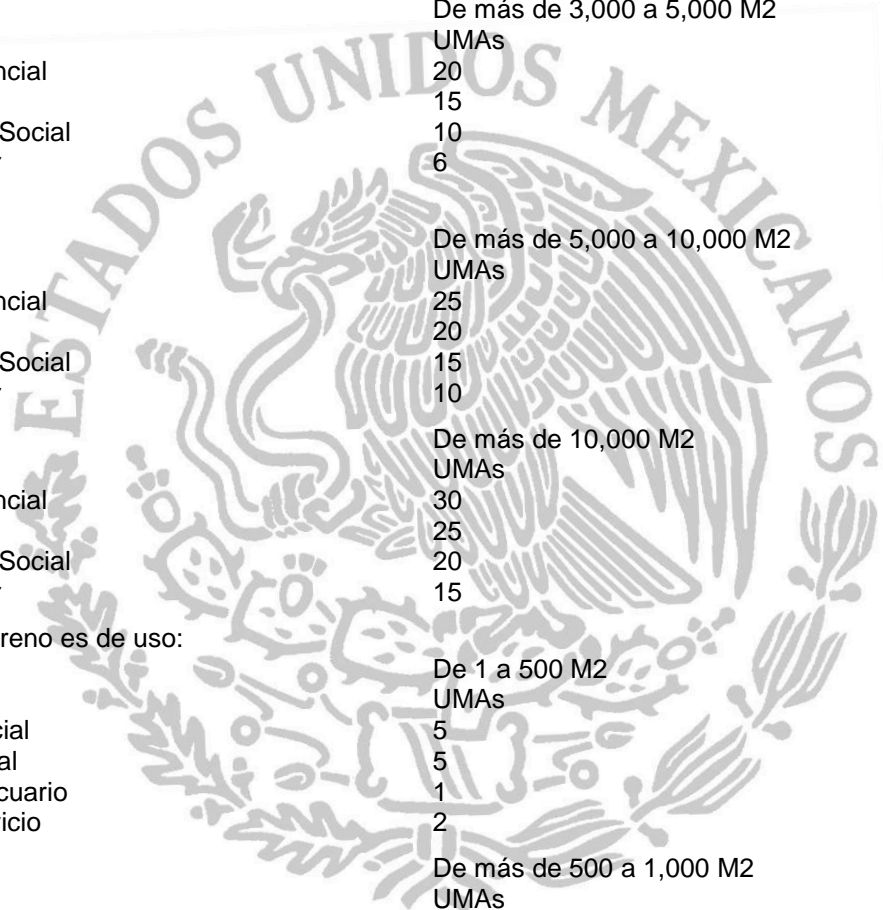 De más de 3,000 a 5,000 M2
UMAs
ncial 20
15
Social 10
6
De más de 5,000 a 10,000 M2
UMAs
ncial 25
20
Social 15
10
De más de 10,000 M2
UMAs
ncial 30
25
Social 20
15
reno es de uso:
De 1 a 500 M2
UMAs
cial 5
al 5
cuario 1
icio 2
De más de 500 a 1,000 M2
UMAs
ESTADOS UNIDOS MEXICANOS